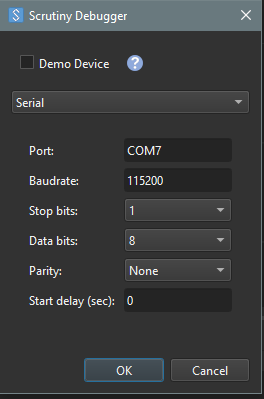 Scrutiny Debugger
Demo Device ?
Serial
Port: COM7
Baudrate: 115200
Stop bits: 1
Data bits: 8
Parity: None
Start delay (sec): 0
OK Cancel